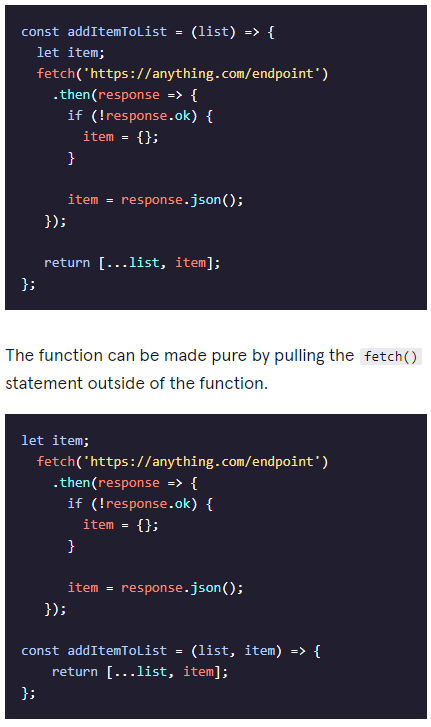 const addItemToList = (list) => {
  let item;
  fetch('https://anything.com/endpoint')
    .then(response => {
      if (!response.ok) {
        item = {};
      }

      item = response.json();
   });

   return [...list, item];
};

The function can be made pure by pulling the fetch()
statement outside of the function.

let item;
  fetch('https://anything.com/endpoint')
    .then(response => {
      if (!response.ok) {
        item = {};
      }

      item = response.json();
   });

const addItemToList = (list, item) => {
    return [...list, item];
};